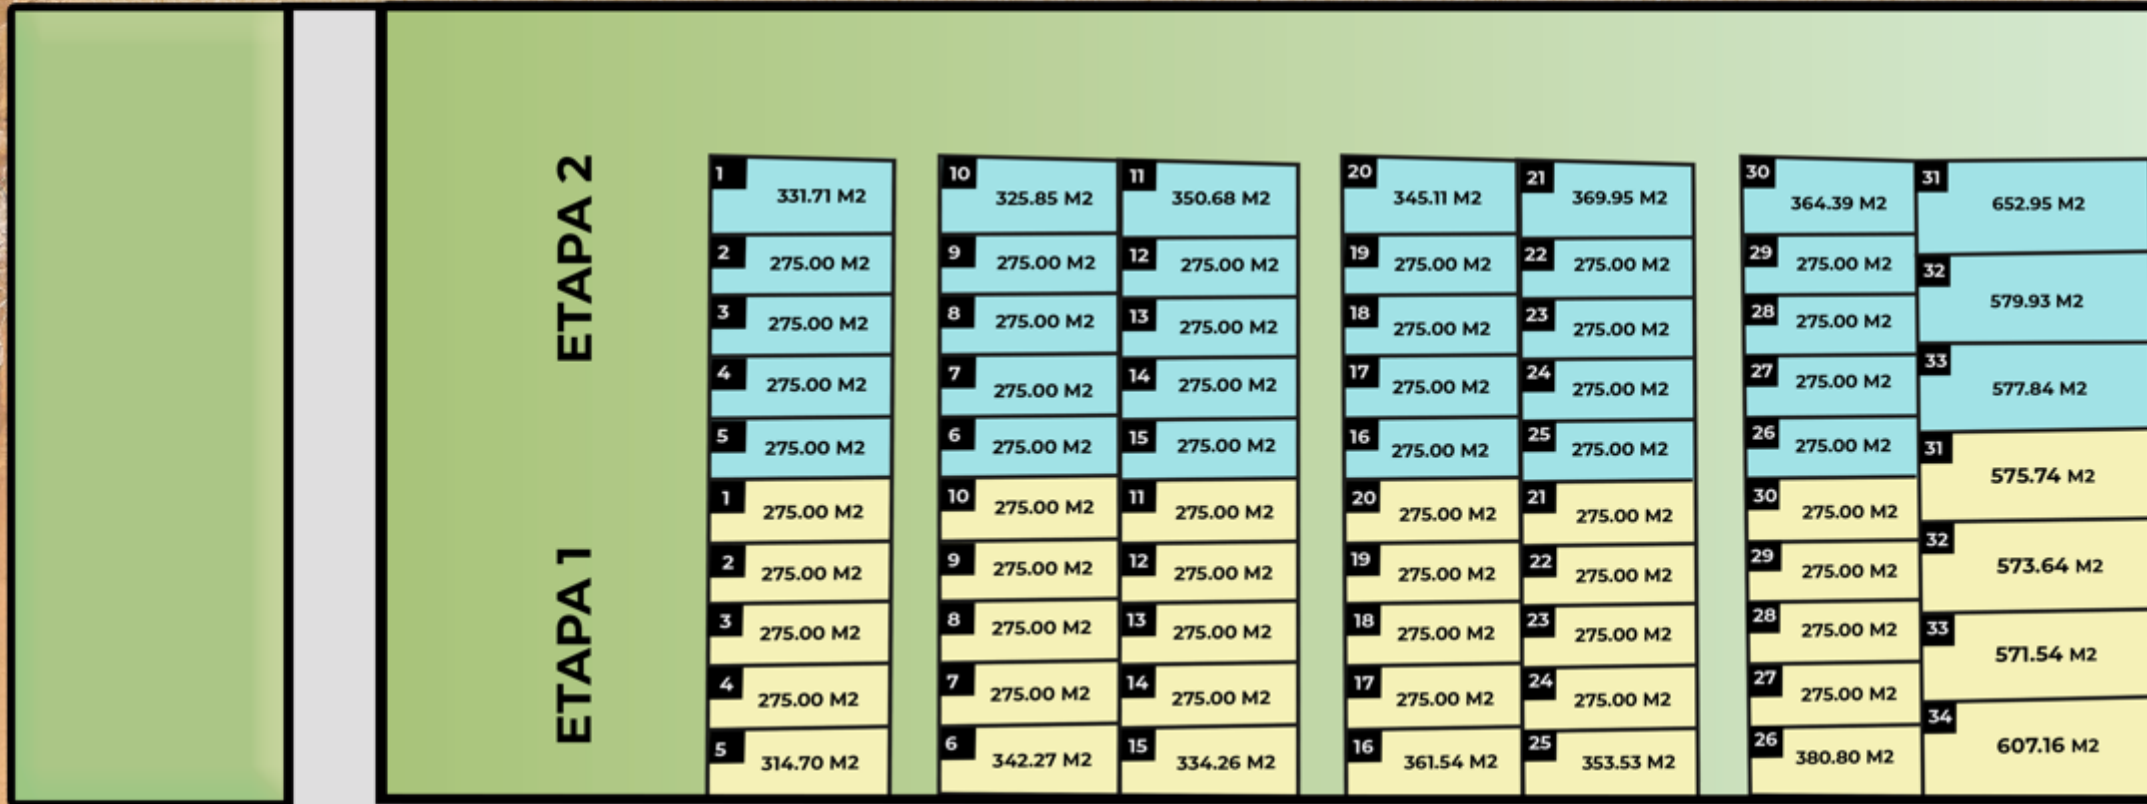 ETAPA 2
1 331.71 M2
2 275.00 M2
3 275.00 M2
4 275.00 M2
5 275.00 M2
10 325.85 M2
9 275.00 M2
8 275.00 M2
7 275.00 M2
6 275.00 M2
11 350.68 M2
12 275.00 M2
13 275.00 M2
14 275.00 M2
15 275.00 M2
20 345.11 M2
19 275.00 M2
18 275.00 M2
17 275.00 M2
16 275.00 M2
21 369.95 M2
22 275.00 M2
23 275.00 M2
24 275.00 M2
25 275.00 M2
30 364.39 M2
29 275.00 M2
28 275.00 M2
27 275.00 M2
26 275.00 M2
31 652.95 M2
32 579.93 M2
33 577.84 M2
ETAPA 1
1 275.00 M2
2 275.00 M2
3 275.00 M2
4 275.00 M2
5 314.70 M2
10 275.00 M2
9 275.00 M2
8 275.00 M2
7 275.00 M2
6 342.27 M2
11 275.00 M2
12 275.00 M2
13 275.00 M2
14 275.00 M2
15 334.26 M2
20 275.00 M2
19 275.00 M2
18 275.00 M2
17 275.00 M2
16 361.54 M2
21 275.00 M2
22 275.00 M2
23 275.00 M2
24 275.00 M2
25 353.53 M2
30 275.00 M2
29 275.00 M2
28 275.00 M2
27 275.00 M2
26 380.80 M2
31 575.74 M2
32 573.64 M2
33 571.54 M2
34 607.16 M2